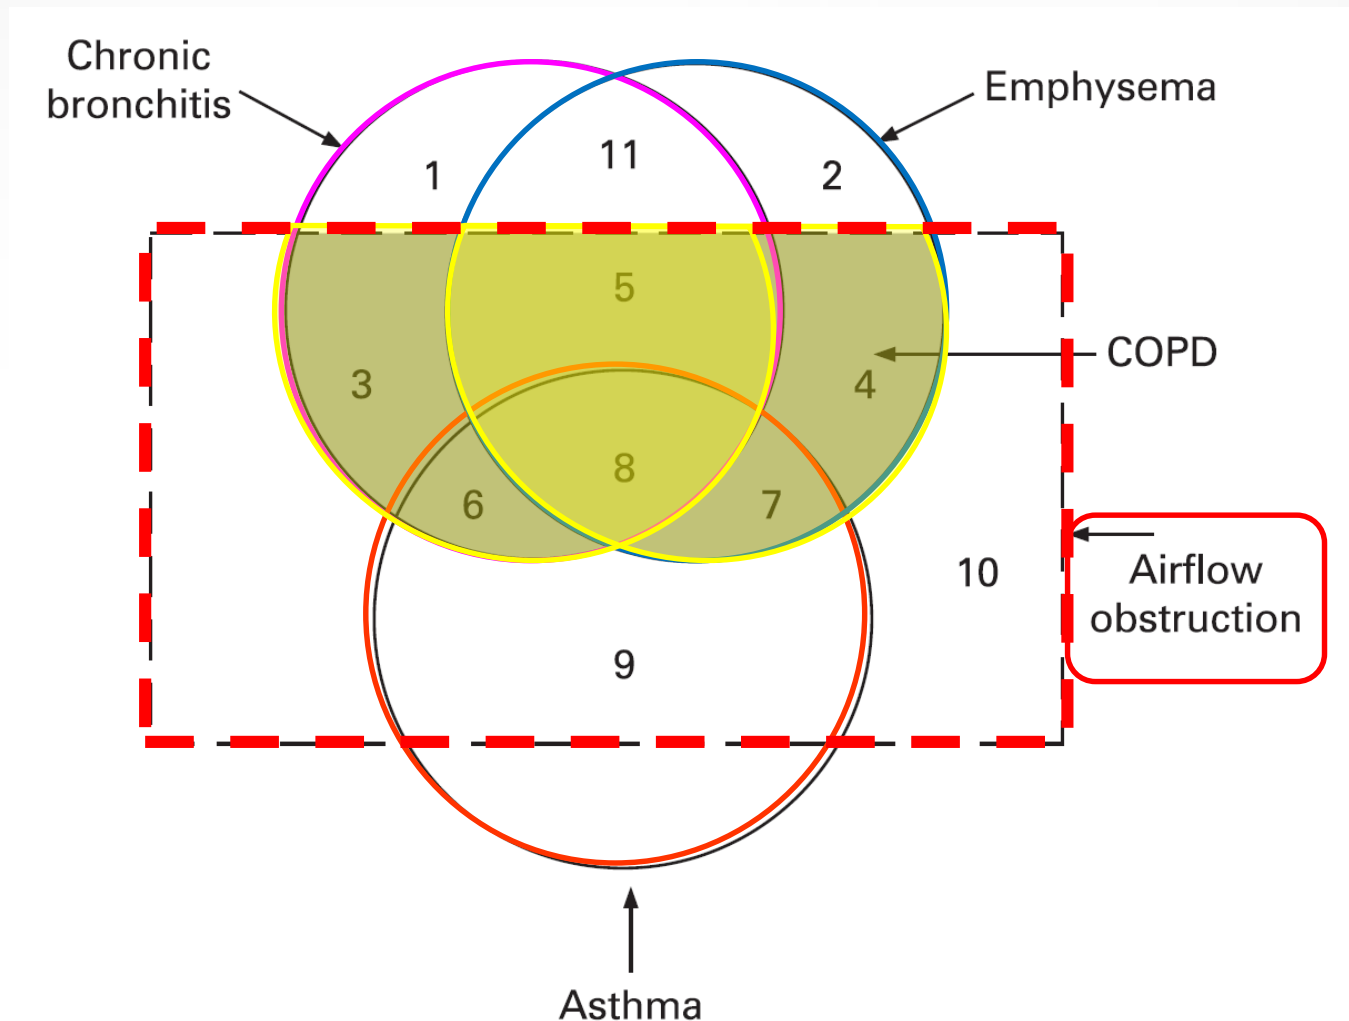 Chronic
bronchitis
Emphysema
1
11
2
5
COPD
3
4
8
6
7
10
Airflow
obstruction
9
Asthma